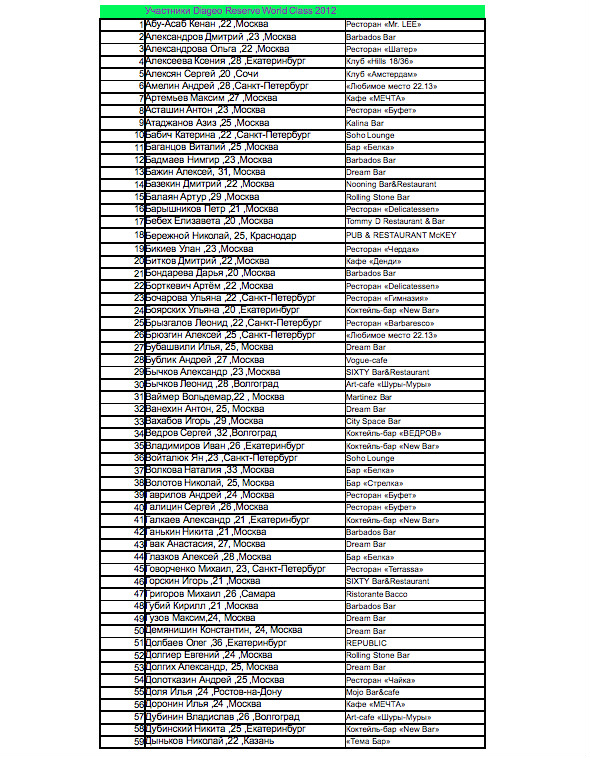 Участники Diageo Reserve World Class 2012
1 Абу-Асаб Кенан ,22,Москва Ресторан «Mr. LEE»
2 Александров Дмитрий ,23 ,Москва Barbados Bar
3 Александрова Ольга ,22 ,Москва Ресторан «Шатер»
4 Алексеева Ксения ,28 ,Екатеринбург Клуб «Hills 18/36»
5 Алексян Сергей ,20 ,Сочи Клуб «Амстердам»
6 Амелин Андрей ,28 ,Санкт-Петербург «Любимое место 22.13»
7 Артемьев Максим ,27 ,Москва Кафе «МЕЧТА»
8 Асташин Антон ,23 ,Москва Ресторан «Буфет»
9 Атаджанов Азиз ,25 ,Москва Kalina Bar
10 Бабич Катерина ,22 ,Санкт-Петербург Soho Lounge
11 Баганцов Виталий ,25 ,Москва Бар «Белка»
12 Бадмаев Нимгир ,23 ,Москва Barbados Bar
13 Бажин Алексей, 31, Москва Dream Bar
14 Базекин Дмитрий ,22 ,Москва Nooning Bar&Restaurant
15 Балаян Артур ,29 ,Москва Rolling Stone Bar
16 Барышников Петр ,21 ,Москва Ресторан «Delicatessen»
17 Бебех Елизавета ,20 ,Москва Tommy D Restaurant & Bar
18 Бережной Николай, 25, Краснодар PUB & RESTAURANT McKEY
19 Бикиев Улан ,23,Москва Ресторан «Чердак»
20 Битков Дмитрий ,22 ,Москва Кафе «Денди»
21 Бондарева Дарья ,20 ,Москва Barbados Bar
22 Борткевич Артём ,22 ,Москва Ресторан «Delicatessen»
23 Бочарова Ульяна ,22 ,Санкт-Петербург Ресторан «Гимназия»
24 Боярских Ульяна ,20 ,Екатеринбург Коктейль-бар «New Bar»
25 Брызгалов Леонид ,22 ,Санкт-Петербург Ресторан «Barbaresco»
26 Брюзгин Алексей ,25 ,Санкт-Петербург «Любимое место 22.13»
27 Бубашвили Илья, 25, Москва Dream Bar
28 Бублик Андрей ,27 ,Москва Vogue-cafe
29 Бычков Александр ,23 ,Москва SIXTY Bar&Restaurant
30 Бычков Леонид ,28 ,Волгоград Art-cafe «Шуры-Муры»
31 Ваймер Вольдемар,22 , Москва Martinez Bar
32 Ванехин Антон, 25, Москва Dream Bar
33 Вахабов Игорь ,29 ,Москва City Space Bar
34 Ведров Сергей ,32 ,Волгоград Коктейль-бар «ВЕДРОВ»
35 Владимиров Иван ,26 ,Екатеринбург Коктейль-бар «New Bar»
36 Войталюк Ян ,23 ,Санкт-Петербург Soho Lounge
37 Волкова Наталия ,33 ,Москва Бар «Белка»
38 Волотов Николай, 25, Москва Бар «Стрелка»
39 Гаврилов Андрей ,24 ,Москва Ресторан «Буфет»
40 Галицин Сергей ,26 ,Москва Ресторан «Буфет»
41 Галкаев Александр ,21 ,Екатеринбург Коктейль-бар «New Bar»
42 Ганькин Никита ,21 ,Москва Barbados Bar
43 Гвак Анастасия, 27, Москва Dream Bar
44 Глазков Алексей ,28 ,Москва Бар «Белка»
45 Говорченко Михаил, 23, Санкт-Петербург Ресторан «Terrassa»
46 Горскин Игорь ,21 ,Москва SIXTY Bar&Restaurant
47 Григоров Михаил ,26 ,Самара Ristorante Bacco
48 Губий Кирилл ,21 ,Москва Barbados Bar
49 Гузов Максим,24, Москва Dream Bar
50 Демянишин Константин, 24, Москва Dream Bar
51 Долбаев Олег ,36 ,Екатеринбург REPUBLIC
52 Долгиер Евгений ,24 ,Москва Rolling Stone Bar
53 Долгих Александр, 25, Москва Dream Bar
54 Долотказин Андрей ,25 ,Москва Ресторан «Чайка»
55 Доля Илья ,24 ,Ростов-на-Дону Mojo Bar&cafe
56 Доронин Илья ,24 ,Москва Кафе «МЕЧТА»
57 Дубинин Владислав ,26 ,Волгоград Art-cafe «Шуры-Муры»
58 Дубинский Никита ,25 ,Екатеринбург Коктейль-бар «New Bar»
59 Дыньков Николай ,22 ,Казань «Тема Бар»